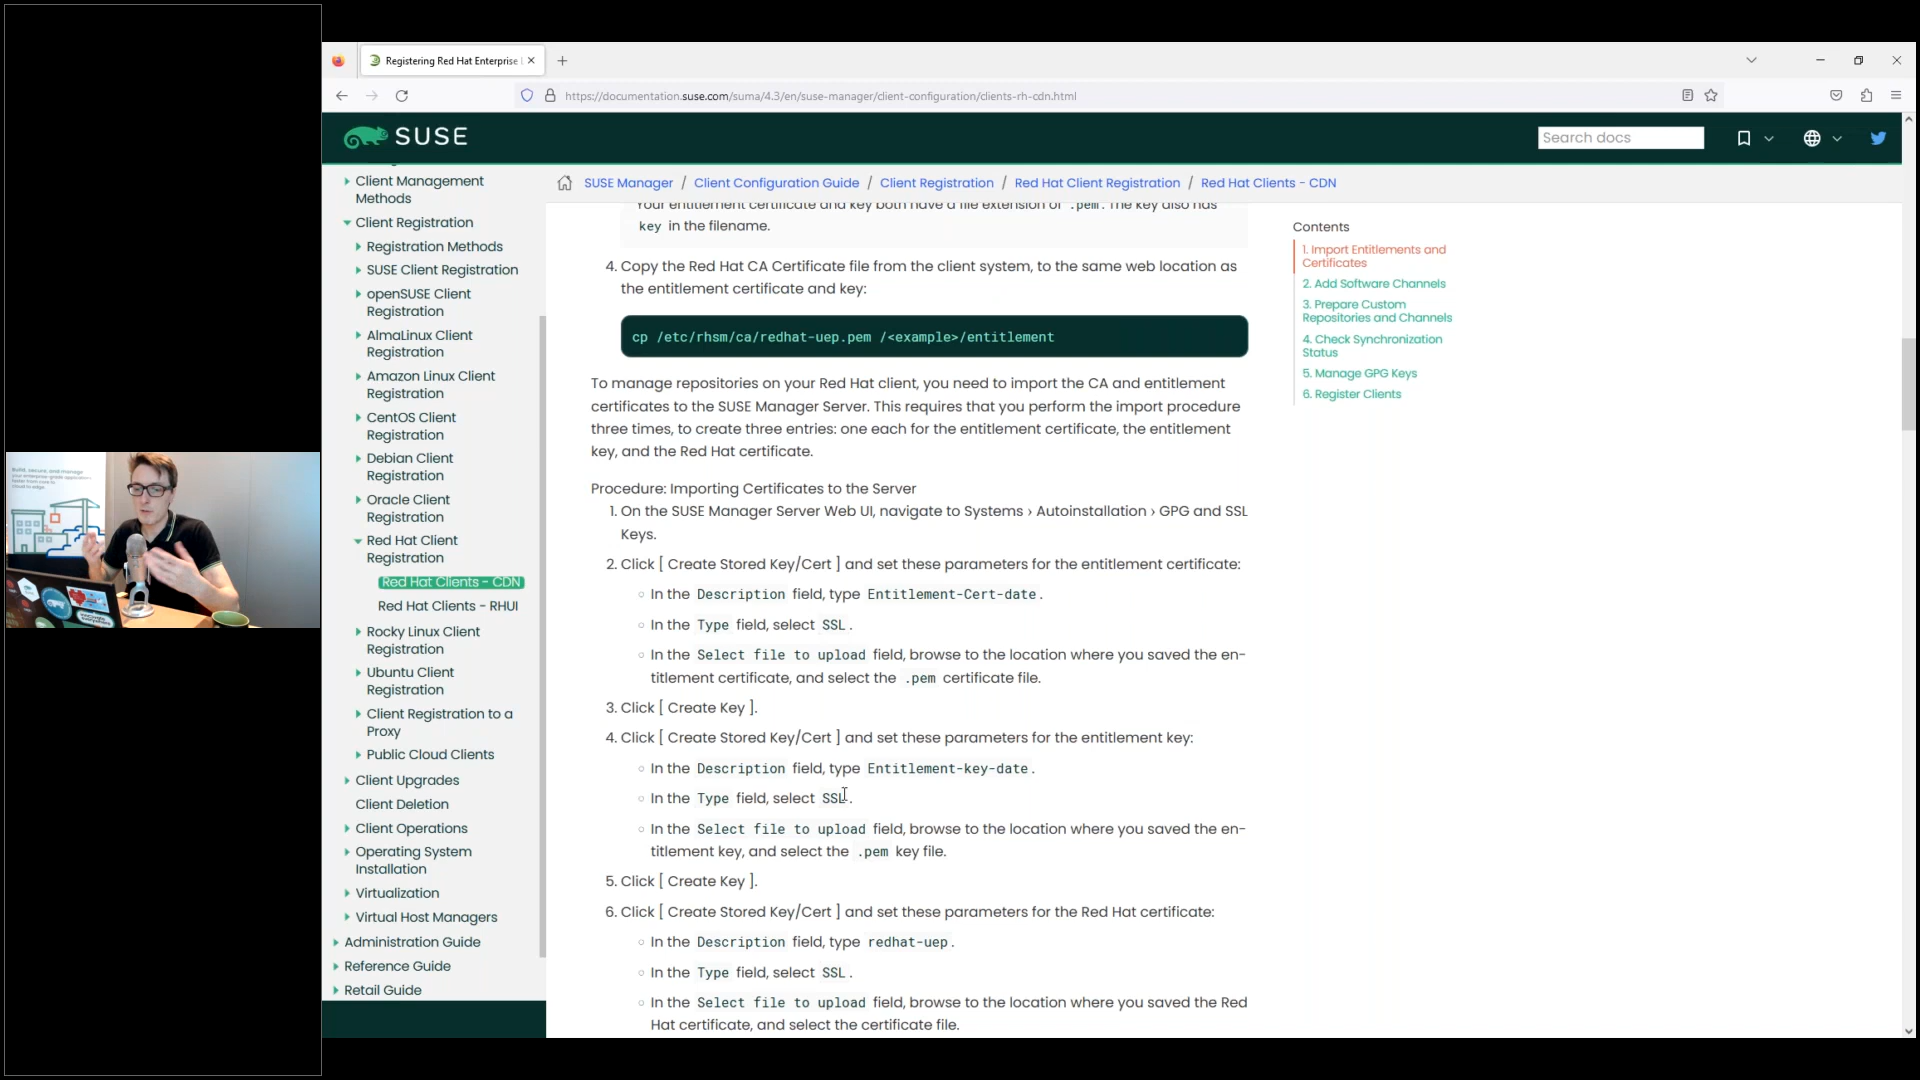 Registering Red Hat Enterprise L
https://documentation.suse.com/suma/4.3/en/suse-manager/client-configuration/clients-rh-cdn.html
SUSE
Search docs
Client Management
Methods
Client Registration
Registration Methods
SUSE Client Registration
openSUSE Client
Registration
AlmaLinux Client
Registration
Amazon Linux Client
Registration
CentOS Client
Registration
Debian Client
Registration
Oracle Client
Registration
Red Hat Client
Registration
Red Hat Clients - CDN
Red Hat Clients - RHUI
Rocky Linux Client
Registration
Ubuntu Client
Registration
Client Registration to a
Proxy
Public Cloud Clients
Client Upgrades
Client Deletion
Client Operations
Operating System
Installation
Virtualization
Virtual Host Managers
Administration Guide
Reference Guide
Retail Guide
SUSE Manager / Client Configuration Guide / Client Registration / Red Hat Client Registration / Red Hat Clients - CDN
Your entitlement certificate and key both have a file extension of .pem. The key also has
key in the filename.
4. Copy the Red Hat CA Certificate file from the client system, to the same web location as
the entitlement certificate and key:
cp /etc/rhsm/ca/redhat-uep.pem /<example>/entitlement
To manage repositories on your Red Hat client, you need to import the CA and entitlement
certificates to the SUSE Manager Server. This requires that you perform the import procedure
three times, to create three entries: one each for the entitlement certificate, the entitlement
key, and the Red Hat certificate.
Procedure: Importing Certificates to the Server
1. On the SUSE Manager Server Web UI, navigate to Systems › Autoinstallation › GPG and SSL
Keys.
2. Click [ Create Stored Key/Cert ] and set these parameters for the entitlement certificate:
◦ In the Description field, type Entitlement-Cert-date.
◦ In the Type field, select SSL.
◦ In the Select file to upload field, browse to the location where you saved the en-
titlement certificate, and select the .pem certificate file.
3. Click [ Create Key ].
4. Click [ Create Stored Key/Cert ] and set these parameters for the entitlement key:
◦ In the Description field, type Entitlement-key-date.
◦ In the Type field, select SSL.
◦ In the Select file to upload field, browse to the location where you saved the en-
titlement key, and select the .pem key file.
5. Click [ Create Key ].
6. Click [ Create Stored Key/Cert ] and set these parameters for the Red Hat certificate:
◦ In the Description field, type redhat-uep.
◦ In the Type field, select SSL.
◦ In the Select file to upload field, browse to the location where you saved the Red
Hat certificate, and select the certificate file.
Contents
1. Import Entitlements and
Certificates
2. Add Software Channels
3. Prepare Custom
Repositories and Channels
4. Check Synchronization
Status
5. Manage GPG Keys
6. Register Clients